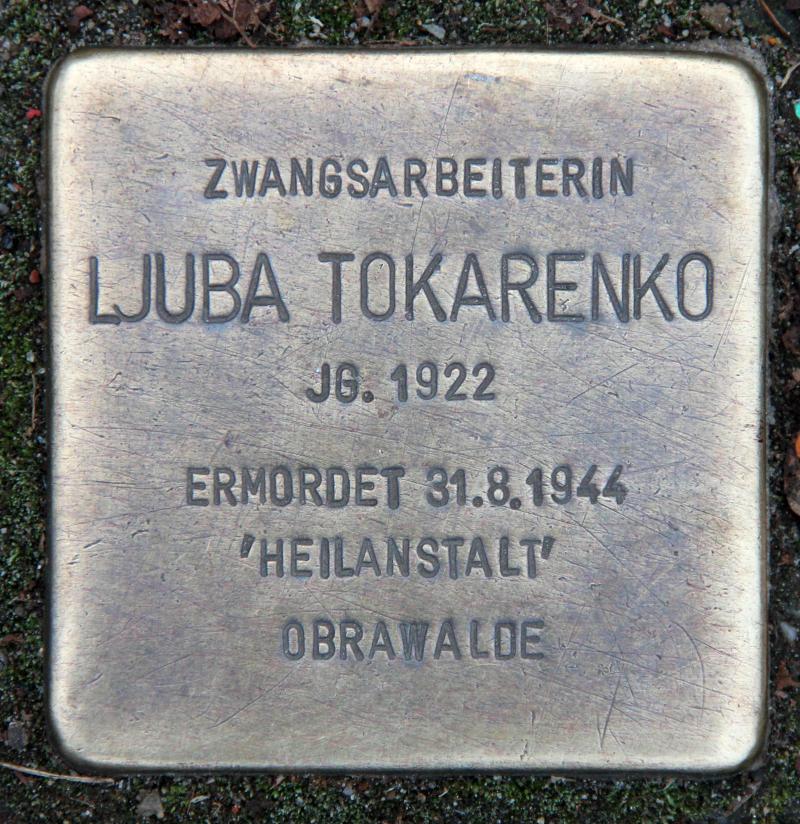 ZWANGSARBEITERIN
LJUBA TOKARENKO
JG. 1922
ERMORDET 31.8.1944
'HEILANSTALT'
OBRAWALDE